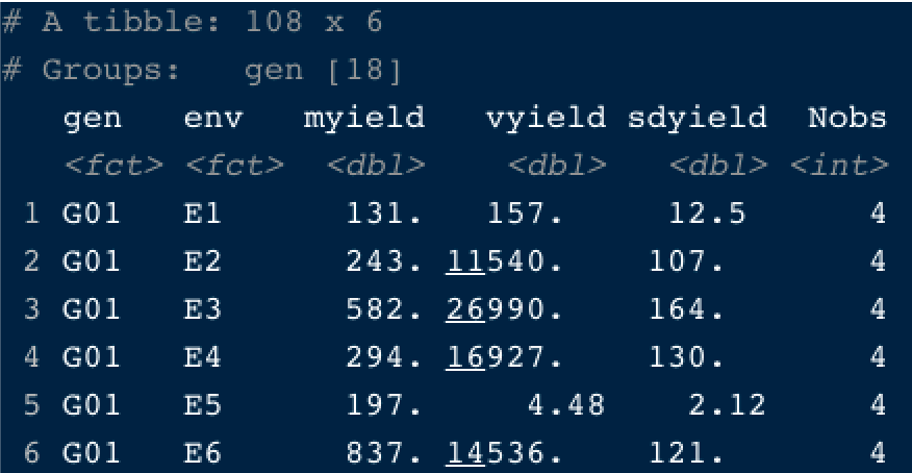 # A tibble: 108 x 6
# Groups: gen [18]
gen env myield vyield sdyield Nobs
<fct> <fct> <dbl> <dbl> <dbl> <int>
1 G01 E1 131. 157. 12.5 4
2 G01 E2 243. 11540. 107. 4
3 G01 E3 582. 26990. 164. 4
4 G01 E4 294. 16927. 130. 4
5 G01 E5 197. 4.48 2.12 4
6 G01 E6 837. 14536. 121. 4